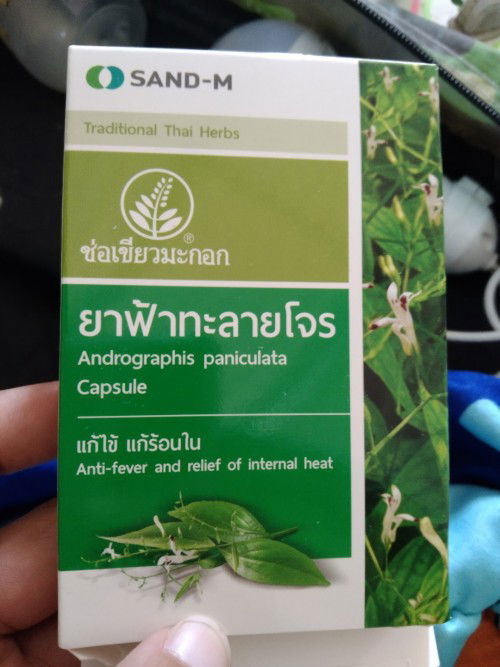 SAND-M
Traditional Thai Herbs
®
ช่อเขียวมะกอก
ยาฟ้าทะลายโจร
Andrographis paniculata
Capsule
แก้ไข้ แก้ร้อนใน
Anti-fever and relief of internal heat